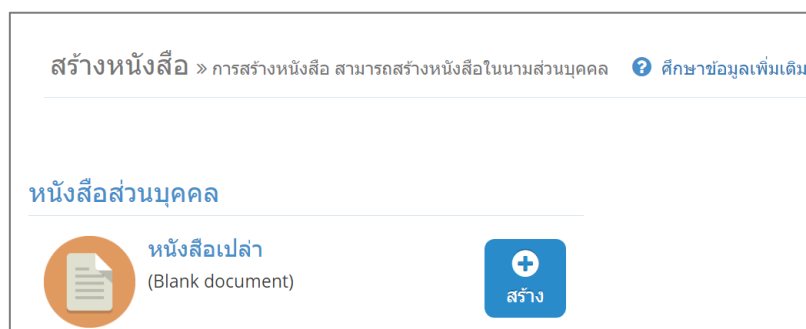 สร้างหนังสือ » การสร้างหนังสือ สามารถสร้างหนังสือในนามส่วนบุคคล ? ศึกษาข้อมูลเพิ่มเติม
หนังสือส่วนบุคคล
หนังสือเปล่า
(Blank document)
สร้าง